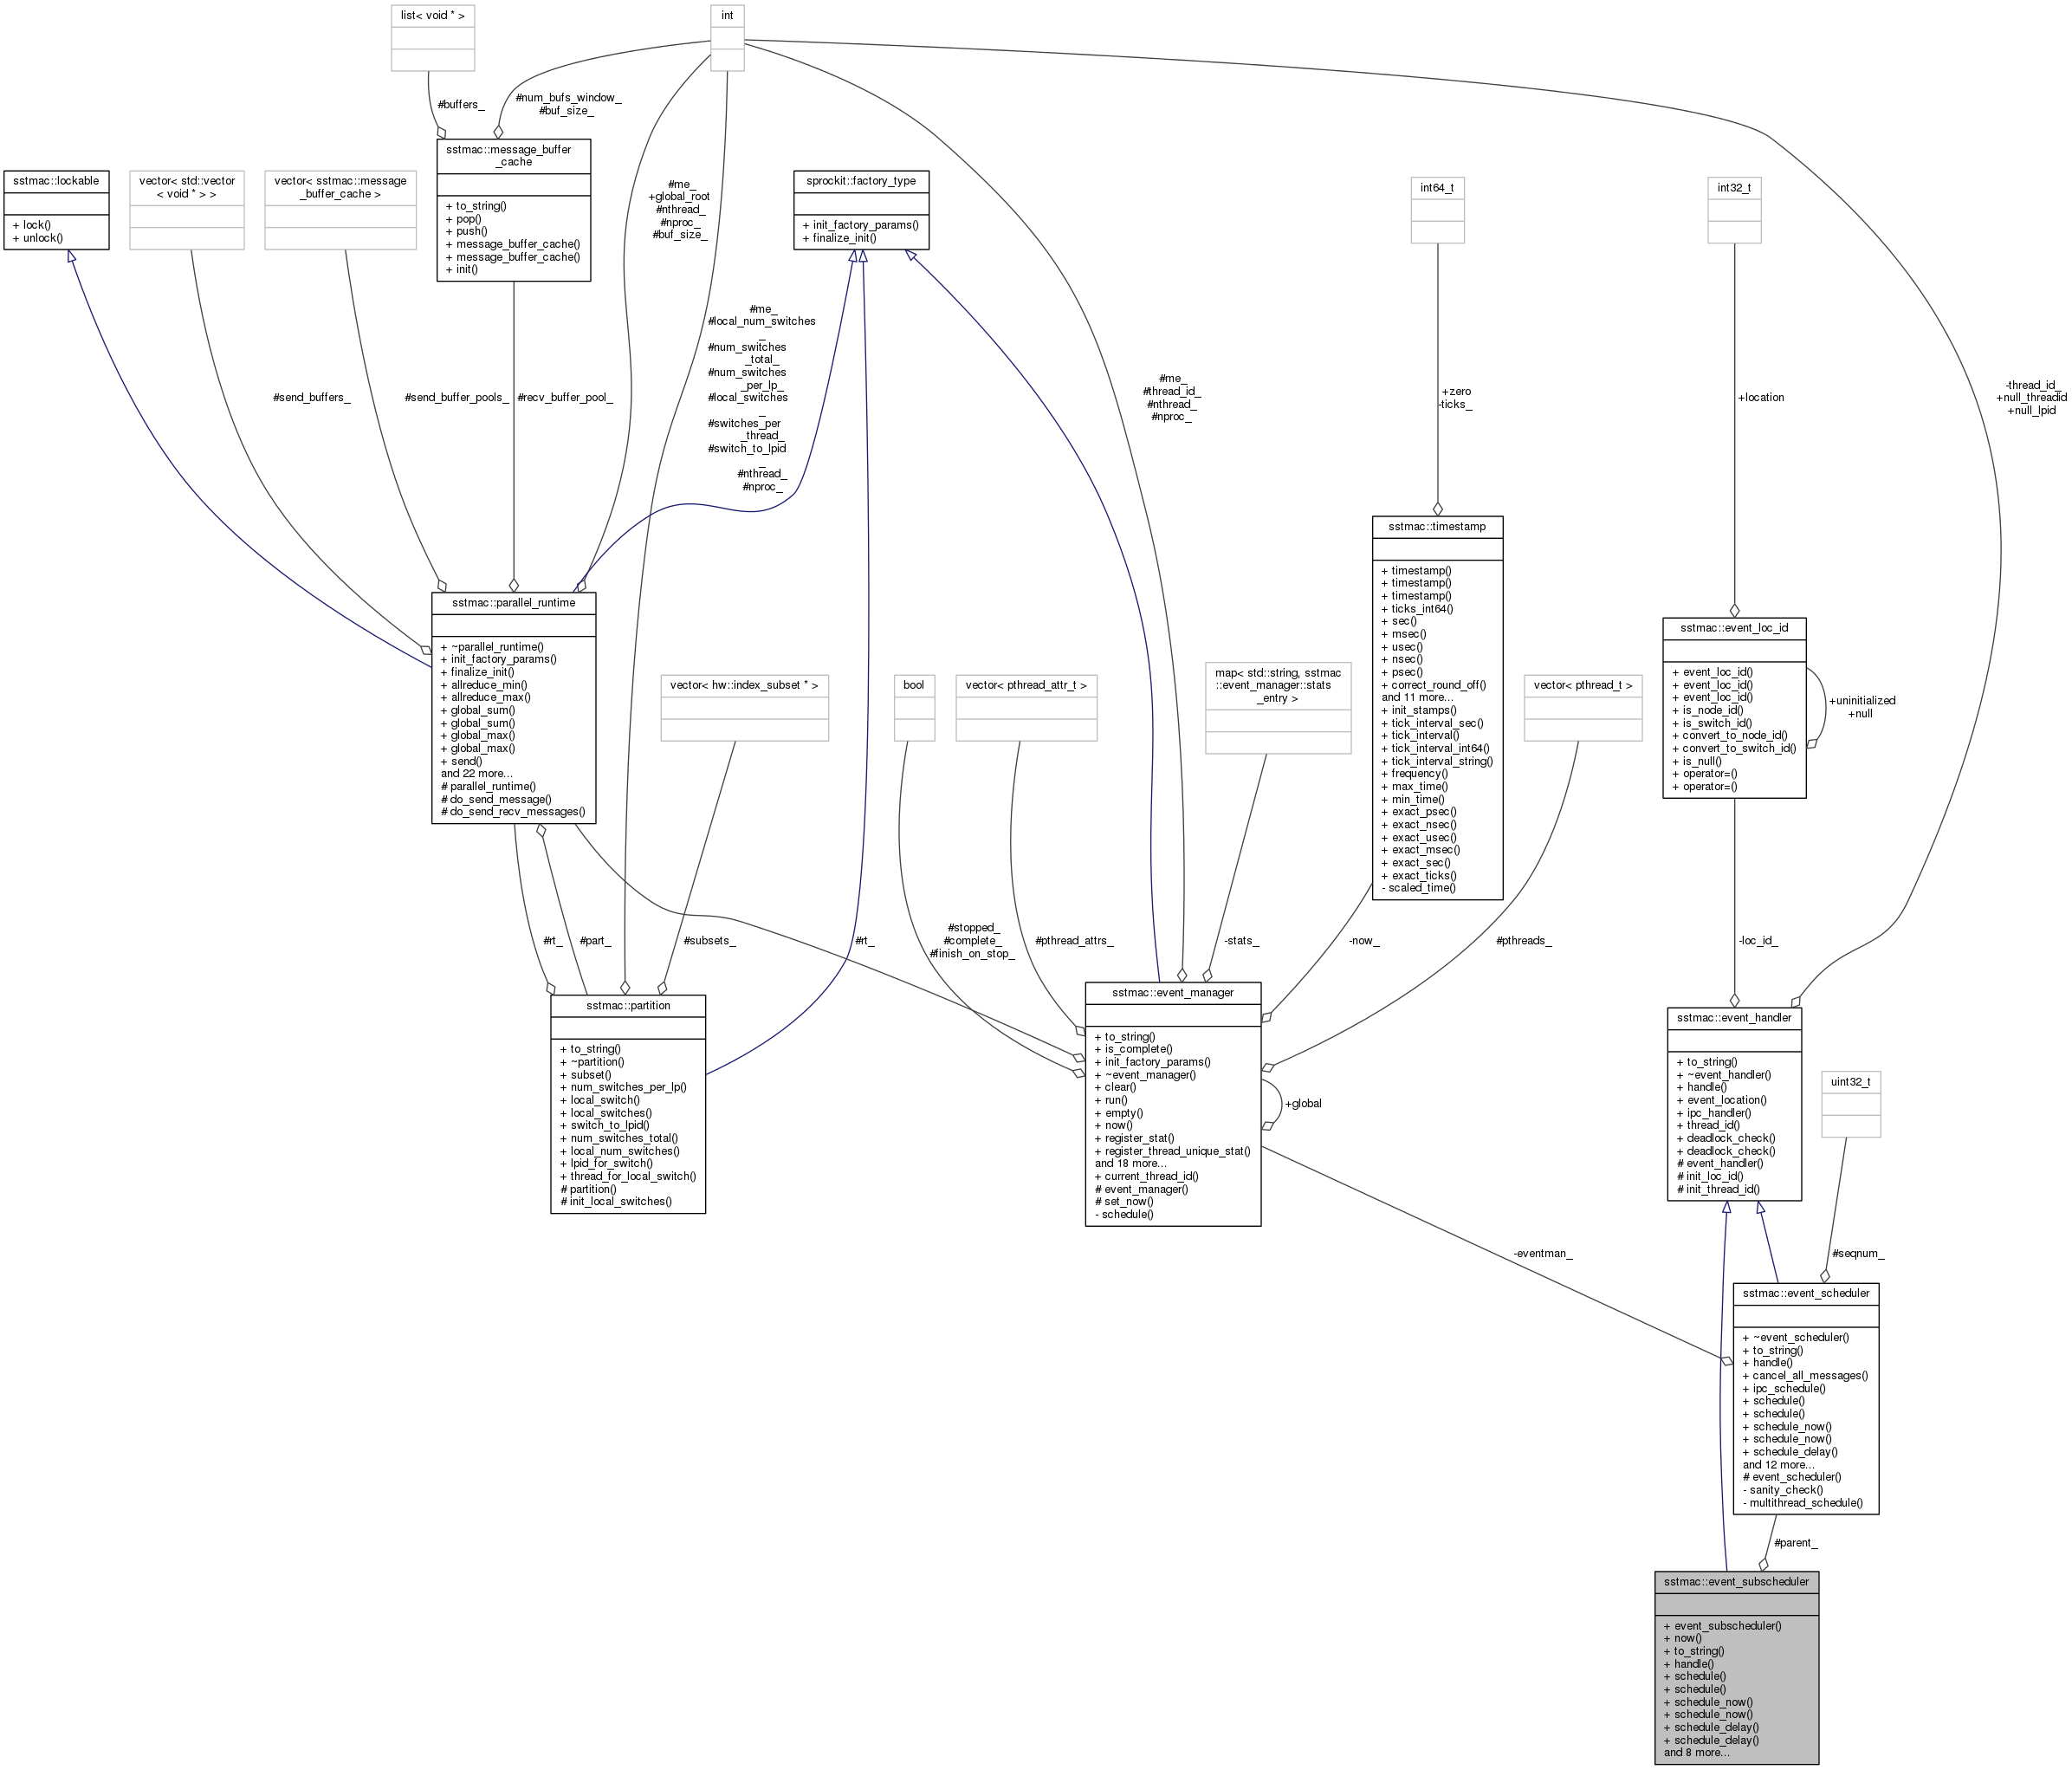 list< void * >
int
#buffers_
#num_bufs_window_
#buf_size_
sstmac::message_buffer
_cache
+ to_string()
+ pop()
+ push()
+ message_buffer_cache()
+ message_buffer_cache()
+ init()
sstmac::lockable
+ lock()
+ unlock()
vector< std::vector
< void * > >
vector< sstmac::message
_buffer_cache >
#me_
+global_root
#nthread_
#nproc_
#buf_size_
sprockit::factory_type
+ init_factory_params()
+ finalize_init()
int64_t
int32_t
#send_buffers_
#send_buffer_pools_
#recv_buffer_pool_
#me_
#local_num_switches
_
#num_switches
_total_
#num_switches
_per_lp_
#local_switches
_
#switches_per
_thread_
#switch_to_lpid
_
#nthread_
#nproc_
#me_
#thread_id_
#nthread_
#nproc_
+zero
-ticks_
+location
-thread_id_
+null_threadid
+null_lpid
sstmac::timestamp
+ timestamp()
+ timestamp()
+ timestamp()
+ ticks_int64()
+ sec()
+ msec()
+ usec()
+ nsec()
+ psec()
+ correct_round_off()
and 11 more...
+ init_stamps()
+ tick_interval_sec()
+ tick_interval()
+ tick_interval_int64()
+ tick_interval_string()
+ frequency()
+ max_time()
+ min_time()
+ exact_psec()
+ exact_nsec()
+ exact_usec()
+ exact_msec()
+ exact_sec()
+ exact_ticks()
- scaled_time()
sstmac::parallel_runtime
+ ~parallel_runtime()
+ init_factory_params()
+ finalize_init()
+ allreduce_min()
+ allreduce_max()
+ global_sum()
+ global_sum()
+ global_max()
+ global_max()
+ send()
and 22 more...
# parallel_runtime()
# do_send_message()
# do_send_recv_messages()
sstmac::event_loc_id
+ event_loc_id()
+ event_loc_id()
+ event_loc_id()
+ is_node_id()
+ is_switch_id()
+ convert_to_node_id()
+ convert_to_switch_id()
+ is_null()
+ operator=()
+ operator=()
+uninitialized
+null
vector< hw::index_subset * >
bool
vector< pthread_attr_t >
map< std::string, sstmac
::event_manager::stats
_entry >
vector< pthread_t >
#rt_
#part_
#subsets_
#rt_
#stopped_
#complete_
#finish_on_stop_
#pthread_attrs_
-stats_
-now_
#pthreads_
-loc_id_
sstmac::partition
+ to_string()
+ ~partition()
+ subset()
+ num_switches_per_lp()
+ local_switch()
+ local_switches()
+ switch_to_lpid()
+ num_switches_total()
+ local_num_switches()
+ lpid_for_switch()
+ thread_for_local_switch()
# partition()
# init_local_switches()
sstmac::event_manager
+ to_string()
+ is_complete()
+ init_factory_params()
+ ~event_manager()
+ clear()
+ run()
+ empty()
+ now()
+ register_stat()
+ register_thread_unique_stat()
and 18 more...
+ current_thread_id()
# event_manager()
# set_now()
- schedule()
+global
sstmac::event_handler
+ to_string()
+ ~event_handler()
+ handle()
+ event_location()
+ ipc_handler()
+ thread_id()
+ deadlock_check()
+ deadlock_check()
# event_handler()
# init_loc_id()
# init_thread_id()
uint32_t
-eventman_
#seqnum_
sstmac::event_scheduler
+ ~event_scheduler()
+ to_string()
+ handle()
+ cancel_all_messages()
+ ipc_schedule()
+ schedule()
+ schedule()
+ schedule_now()
+ schedule_now()
+ schedule_delay()
and 12 more...
# event_scheduler()
- sanity_check()
- multithread_schedule()
#parent_
sstmac::event_subscheduler
+ event_subscheduler()
+ now()
+ to_string()
+ handle()
+ schedule()
+ schedule()
+ schedule_now()
+ schedule_now()
+ schedule_delay()
+ schedule_delay()
and 8 more...